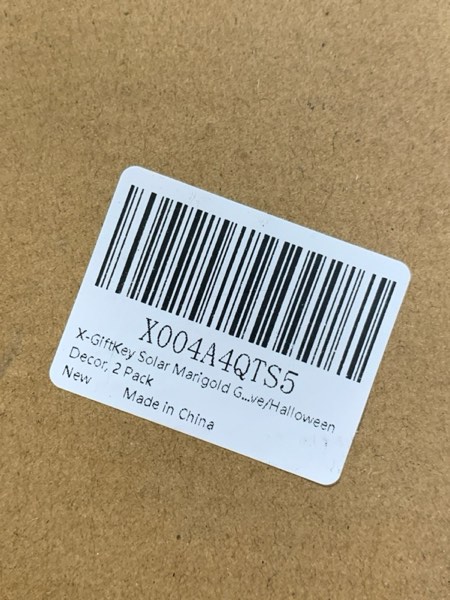 X004A4QTS5
X-GiftKey Solar Marigold G...ve/Halloween
Decor, 2 Pack
New
Made in China